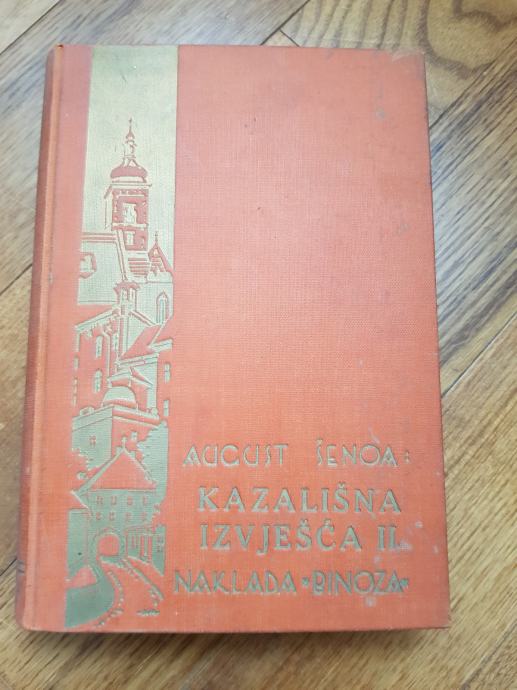 AUGUST ŠENOA:
KAZALIŠNA
IZVJEŠĆA II.
NAKLADA "BINOZA"